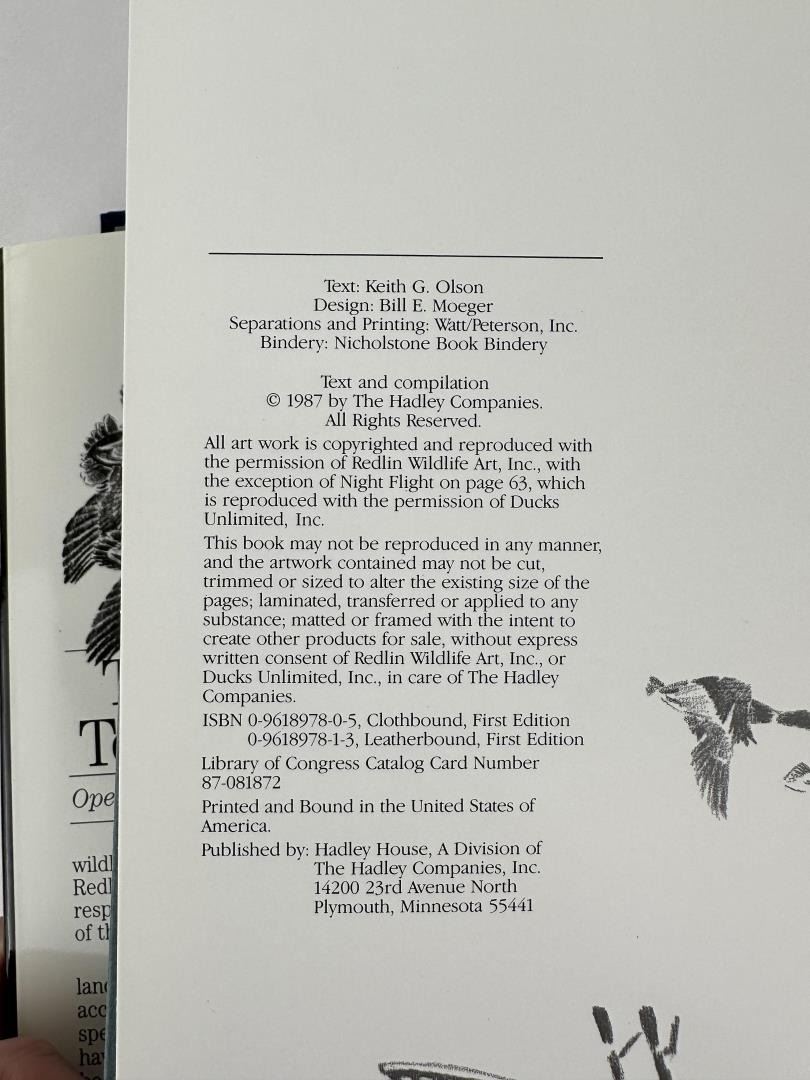 Text: Keith G. Olson
Design: Bill E. Moeger
Separations and Printing: Watt/Peterson, Inc.
Bindery: Nicholstone Book Bindery
Text and compilation
© 1987 by The Hadley Companies.
All Rights Reserved.
All art work is copyrighted and reproduced with
the permission of Redlin Wildlife Art, Inc., with
the exception of Night Flight on page 63, which
is reproduced with the permission of Ducks
Unlimited, Inc.
This book may not be reproduced in any manner,
and the artwork contained may not be cut,
trimmed or sized to alter the existing size of the
pages; laminated, transferred or applied to any
substance; matted or framed with the intent to
create other products for sale, without express
written consent of Redlin Wildlife Art, Inc., or
Ducks Unlimited, Inc., in care of The Hadley
Companies.
ISBN 0-9618978-0-5, Clothbound, First Edition
0-9618978-1-3, Leatherbound, First Edition
Library of Congress Catalog Card Number
87-081872
Printed and Bound in the United States of
America.
Published by: Hadley House, A Division of
The Hadley Companies, Inc.
14200 23rd Avenue North
Plymouth, Minnesota 55441
of